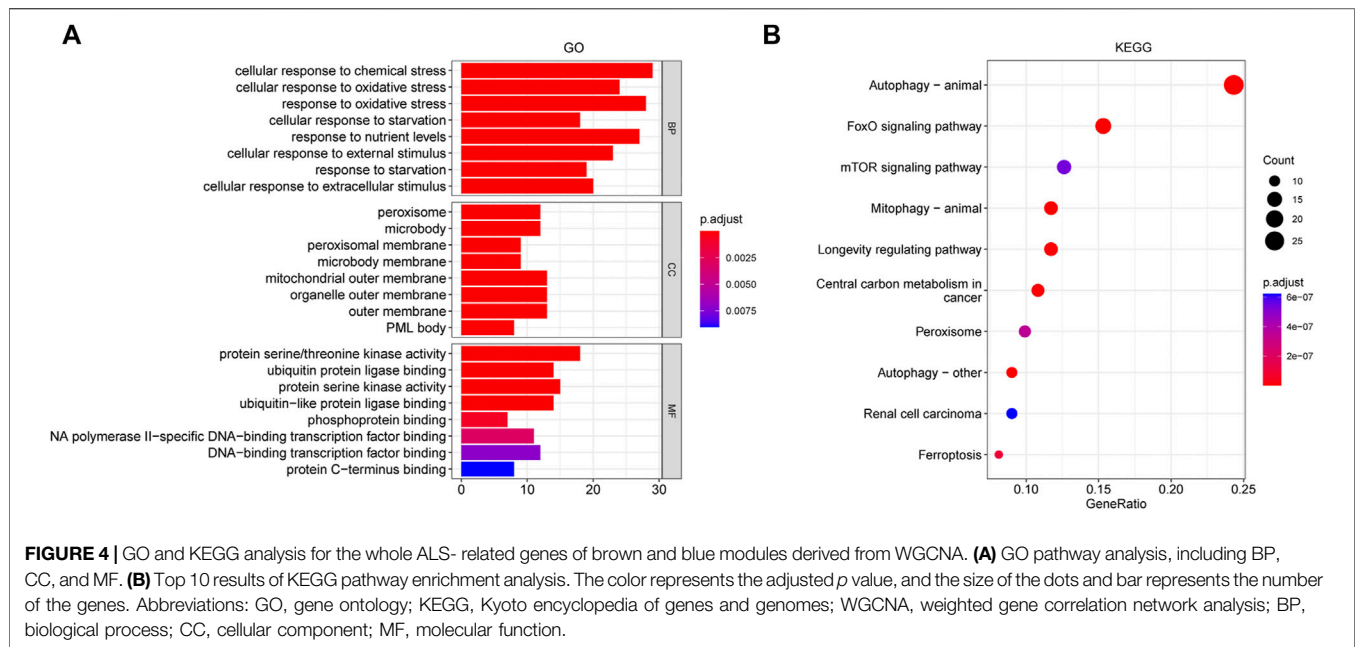 A
GO
cellular response to chemical stress
cellular response to oxidative stress
response to oxidative stress
cellular response to starvation
response to nutrient levels
cellular response to external stimulus
response to starvation
cellular response to extracellular stimulus
BP
peroxisome
microbody
peroxisomal membrane
microbody membrane
mitochondrial outer membrane
organelle outer membrane
outer membrane
PML body
CC
protein serine/threonine kinase activity
ubiquitin protein ligase binding
protein serine kinase activity
ubiquitin-like protein ligase binding
phosphoprotein binding
NA polymerase II-specific DNA-binding transcription factor binding
DNA-binding transcription factor binding
protein C-terminus binding
MF
0 10 20 30
p.adjust
0.0025
0.0050
0.0075
B
KEGG
Autophagy - animal
FoxO signaling pathway
mTOR signaling pathway
Mitophagy - animal
Longevity regulating pathway
Central carbon metabolism in
cancer
Peroxisome
Autophagy - other
Renal cell carcinoma
Ferroptosis
0.10 0.15 0.20 0.25
GeneRatio
Count
10
15
20
25
p.adjust
6e-07
4e-07
2e-07
FIGURE 4 | GO and KEGG analysis for the whole ALS- related genes of brown and blue modules derived from WGCNA. (A) GO pathway analysis, including BP,
CC, and MF. (B) Top 10 results of KEGG pathway enrichment analysis. The color represents the adjusted p value, and the size of the dots and bar represents the number
of the genes. Abbreviations: GO, gene ontology; KEGG, Kyoto encyclopedia of genes and genomes; WGCNA, weighted gene correlation network analysis; BP,
biological process; CC, cellular component; MF, molecular function.